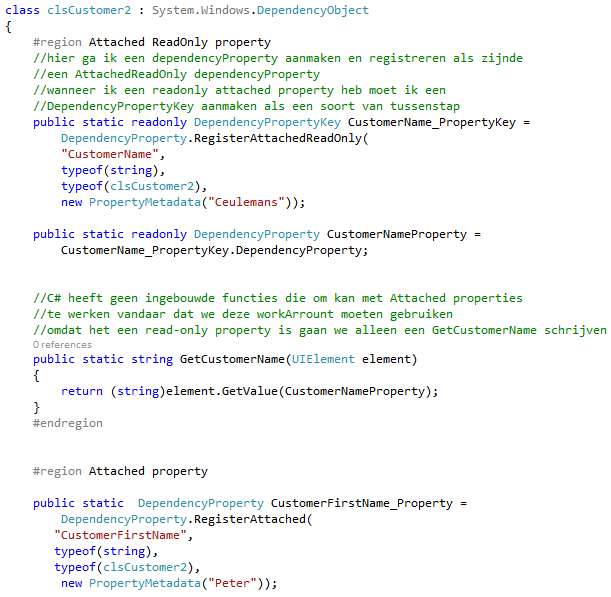 class clsCustomer2 : System.Windows.DependencyObject
{
#region Attached ReadOnly property
//hier ga ik een dependencyProperty aanmaken en registreren als zijnde
//een AttachedReadOnly dependencyProperty
//wanneer ik een readonly attached property heb moet ik een
//DependencyPropertyKey aanmaken als een soort van tussenstap
public static readonly DependencyPropertyKey CustomerName_PropertyKey =
DependencyProperty.RegisterAttachedReadOnly(
"CustomerName",
typeof(string),
typeof(clsCustomer2),
new PropertyMetadata("Ceulemans"));
public static readonly DependencyProperty CustomerNameProperty =
CustomerName_PropertyKey.DependencyProperty;
//C# heeft geen ingebouwde functies die om kan met Attached properties
//te werken vandaar dat we deze workArrount moeten gebruiken
//omdat het een read-only property is gaan we alleen een GetCustomerName schrijven
0 references
public static string GetCustomerName(UIElement element)
{
return (string)element.GetValue(CustomerNameProperty);
}
#endregion
#region Attached property
public static  DependencyProperty CustomerFirstName_Property =
DependencyProperty.RegisterAttached(
"CustomerFirstName",
typeof(string),
typeof(clsCustomer2),
new PropertyMetadata("Peter"));